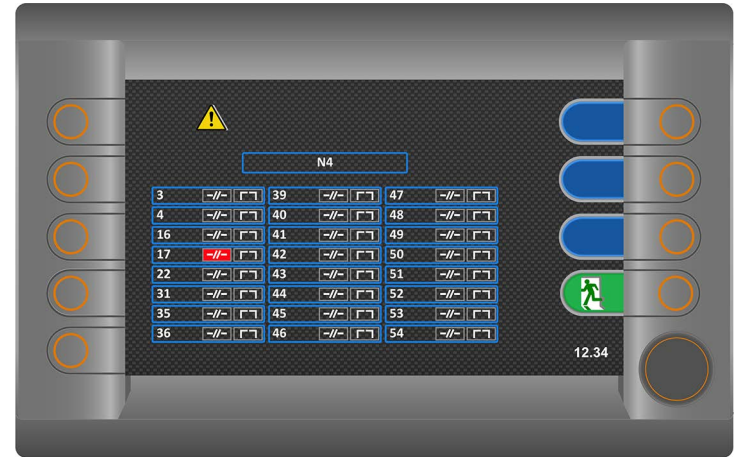 N4
3 -//- 39 -//- 47 -//-
4 -//- 40 -//- 48 -//-
16 -//- 41 -//- 49 -//-
17 -//- 42 -//- 50 -//-
22 -//- 43 -//- 51 -//-
31 -//- 44 -//- 52 -//-
35 -//- 45 -//- 53 -//-
36 -//- 46 -//- 54 -//-
12.34